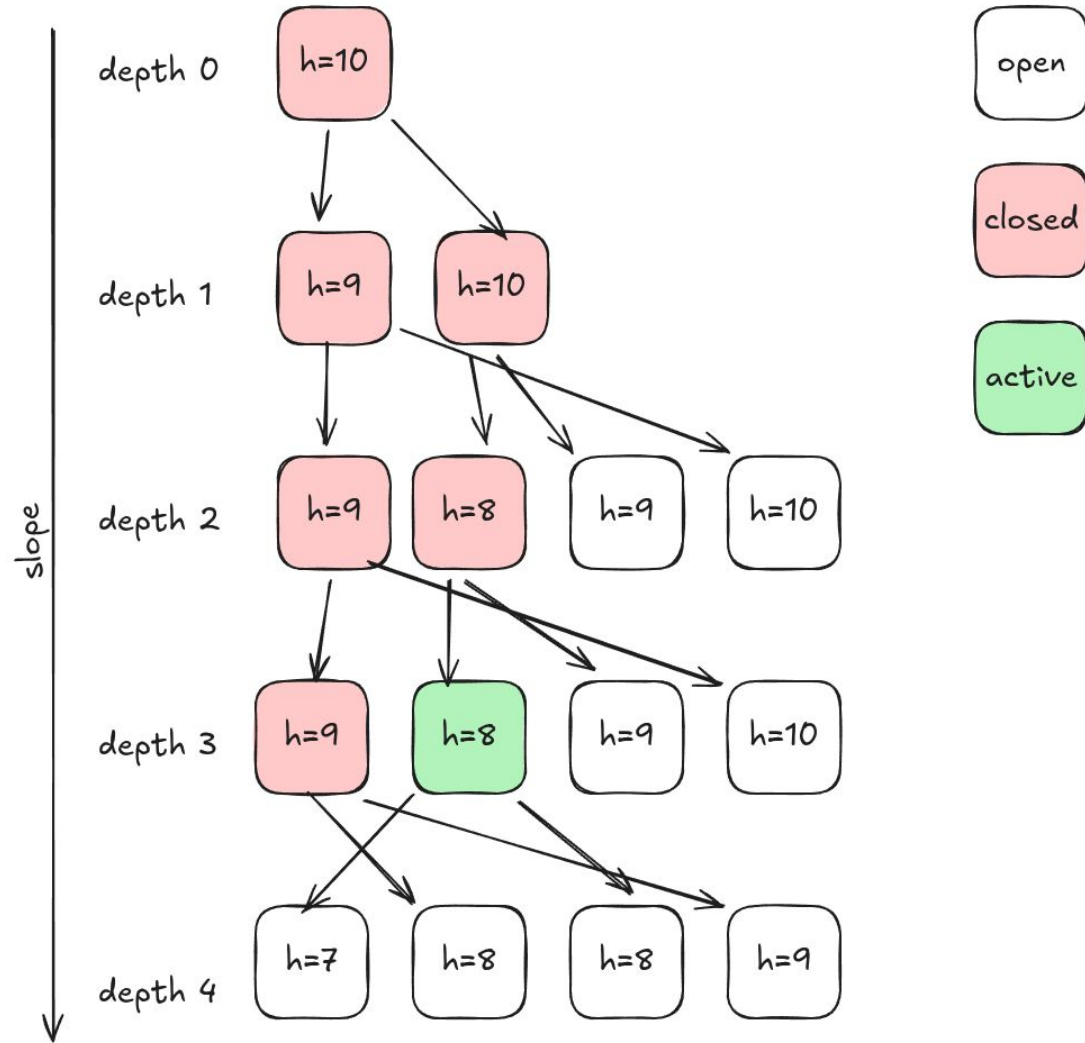 depth 0
h=10
open
closed
depth 1
h=9
h=10
active
slope
depth 2
h=9
h=8
h=9
h=10
depth 3
h=9
h=8
h=9
h=10
depth 4
h=7
h=8
h=8
h=9